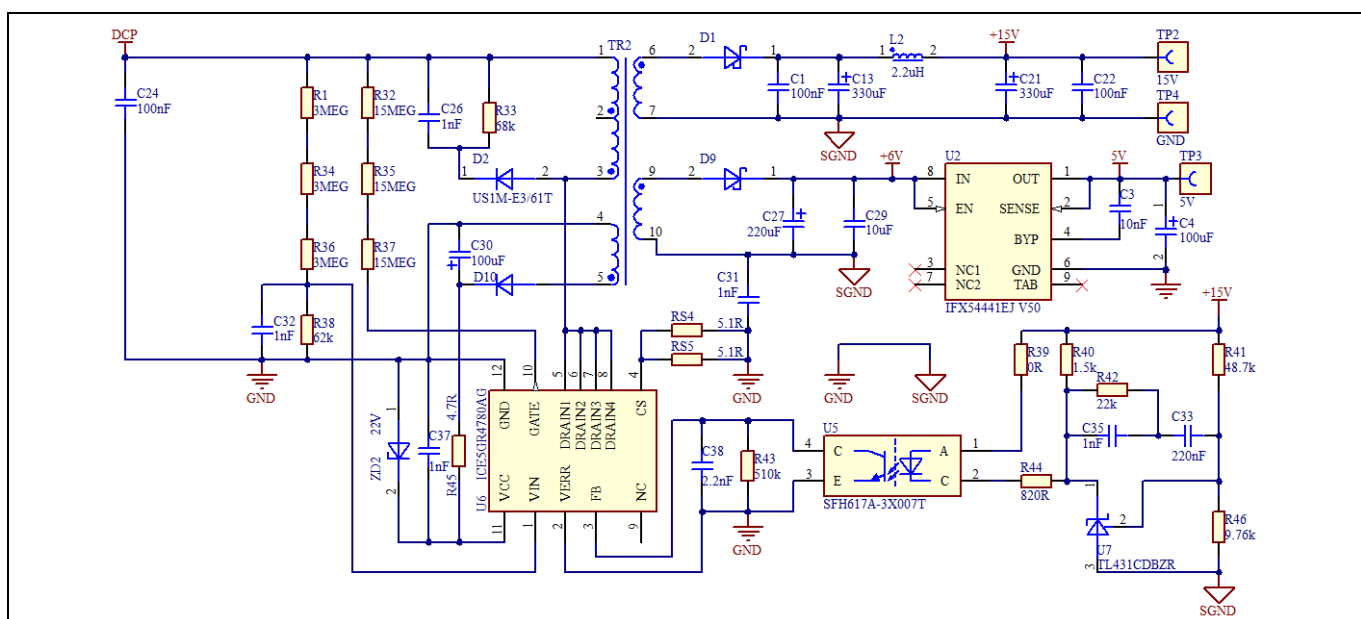 DCP
C24
100nF
R1
3MEG
R32
15MEG
C26
1nF
R33
68k
R34
3MEG
R35
15MEG
R36
3MEG
R37
15MEG
D2
1
2
US1M-E3/61T
C30
100uF
D10
C32
1nF
R38
62k
GND
TR2
1
2
3
4
5
6
7
9
10
2
D1
1
C1
100nF
C13
330uF
1
L2
2
2.2uH
+15V
C21
330uF
C22
100nF
TP2
15V
TP4
GND
SGND
2
D9
1
C27
220uF
C29
10uF
SGND
+6V
U2
8
IN
OUT
1
5
EN
SENSE
2
BYP
4
3
NC1
GND
6
7
NC2
TAB
9
IFX54441EJ V50
5V
C3
10nF
1
C4
100uF
2
TP3
5V
C31
1nF
RS4
5.1R
RS5
5.1R
GND
GND
SGND
22V
1
ZD2
2
C37
1nF
4.7R
R45
U6
ICE5GR4780AG
12
GND
10
GATE
5
DRAIN1
6
DRAIN2
7
DRAIN3
8
DRAIN4
4
CS
VCC
11
VIN
1
VERR
2
FB
3
NC
9
C38
2.2nF
R43
510k
GND
U5
4
C
A
1
3
E
C
2
SFH617A-3X007T
R39
0R
R40
1.5k
R42
22k
C35
1nF
C33
220nF
+15V
R41
48.7k
R44
820R
1
2
3
U7
TL431CDBZR
R46
9.76k
SGND